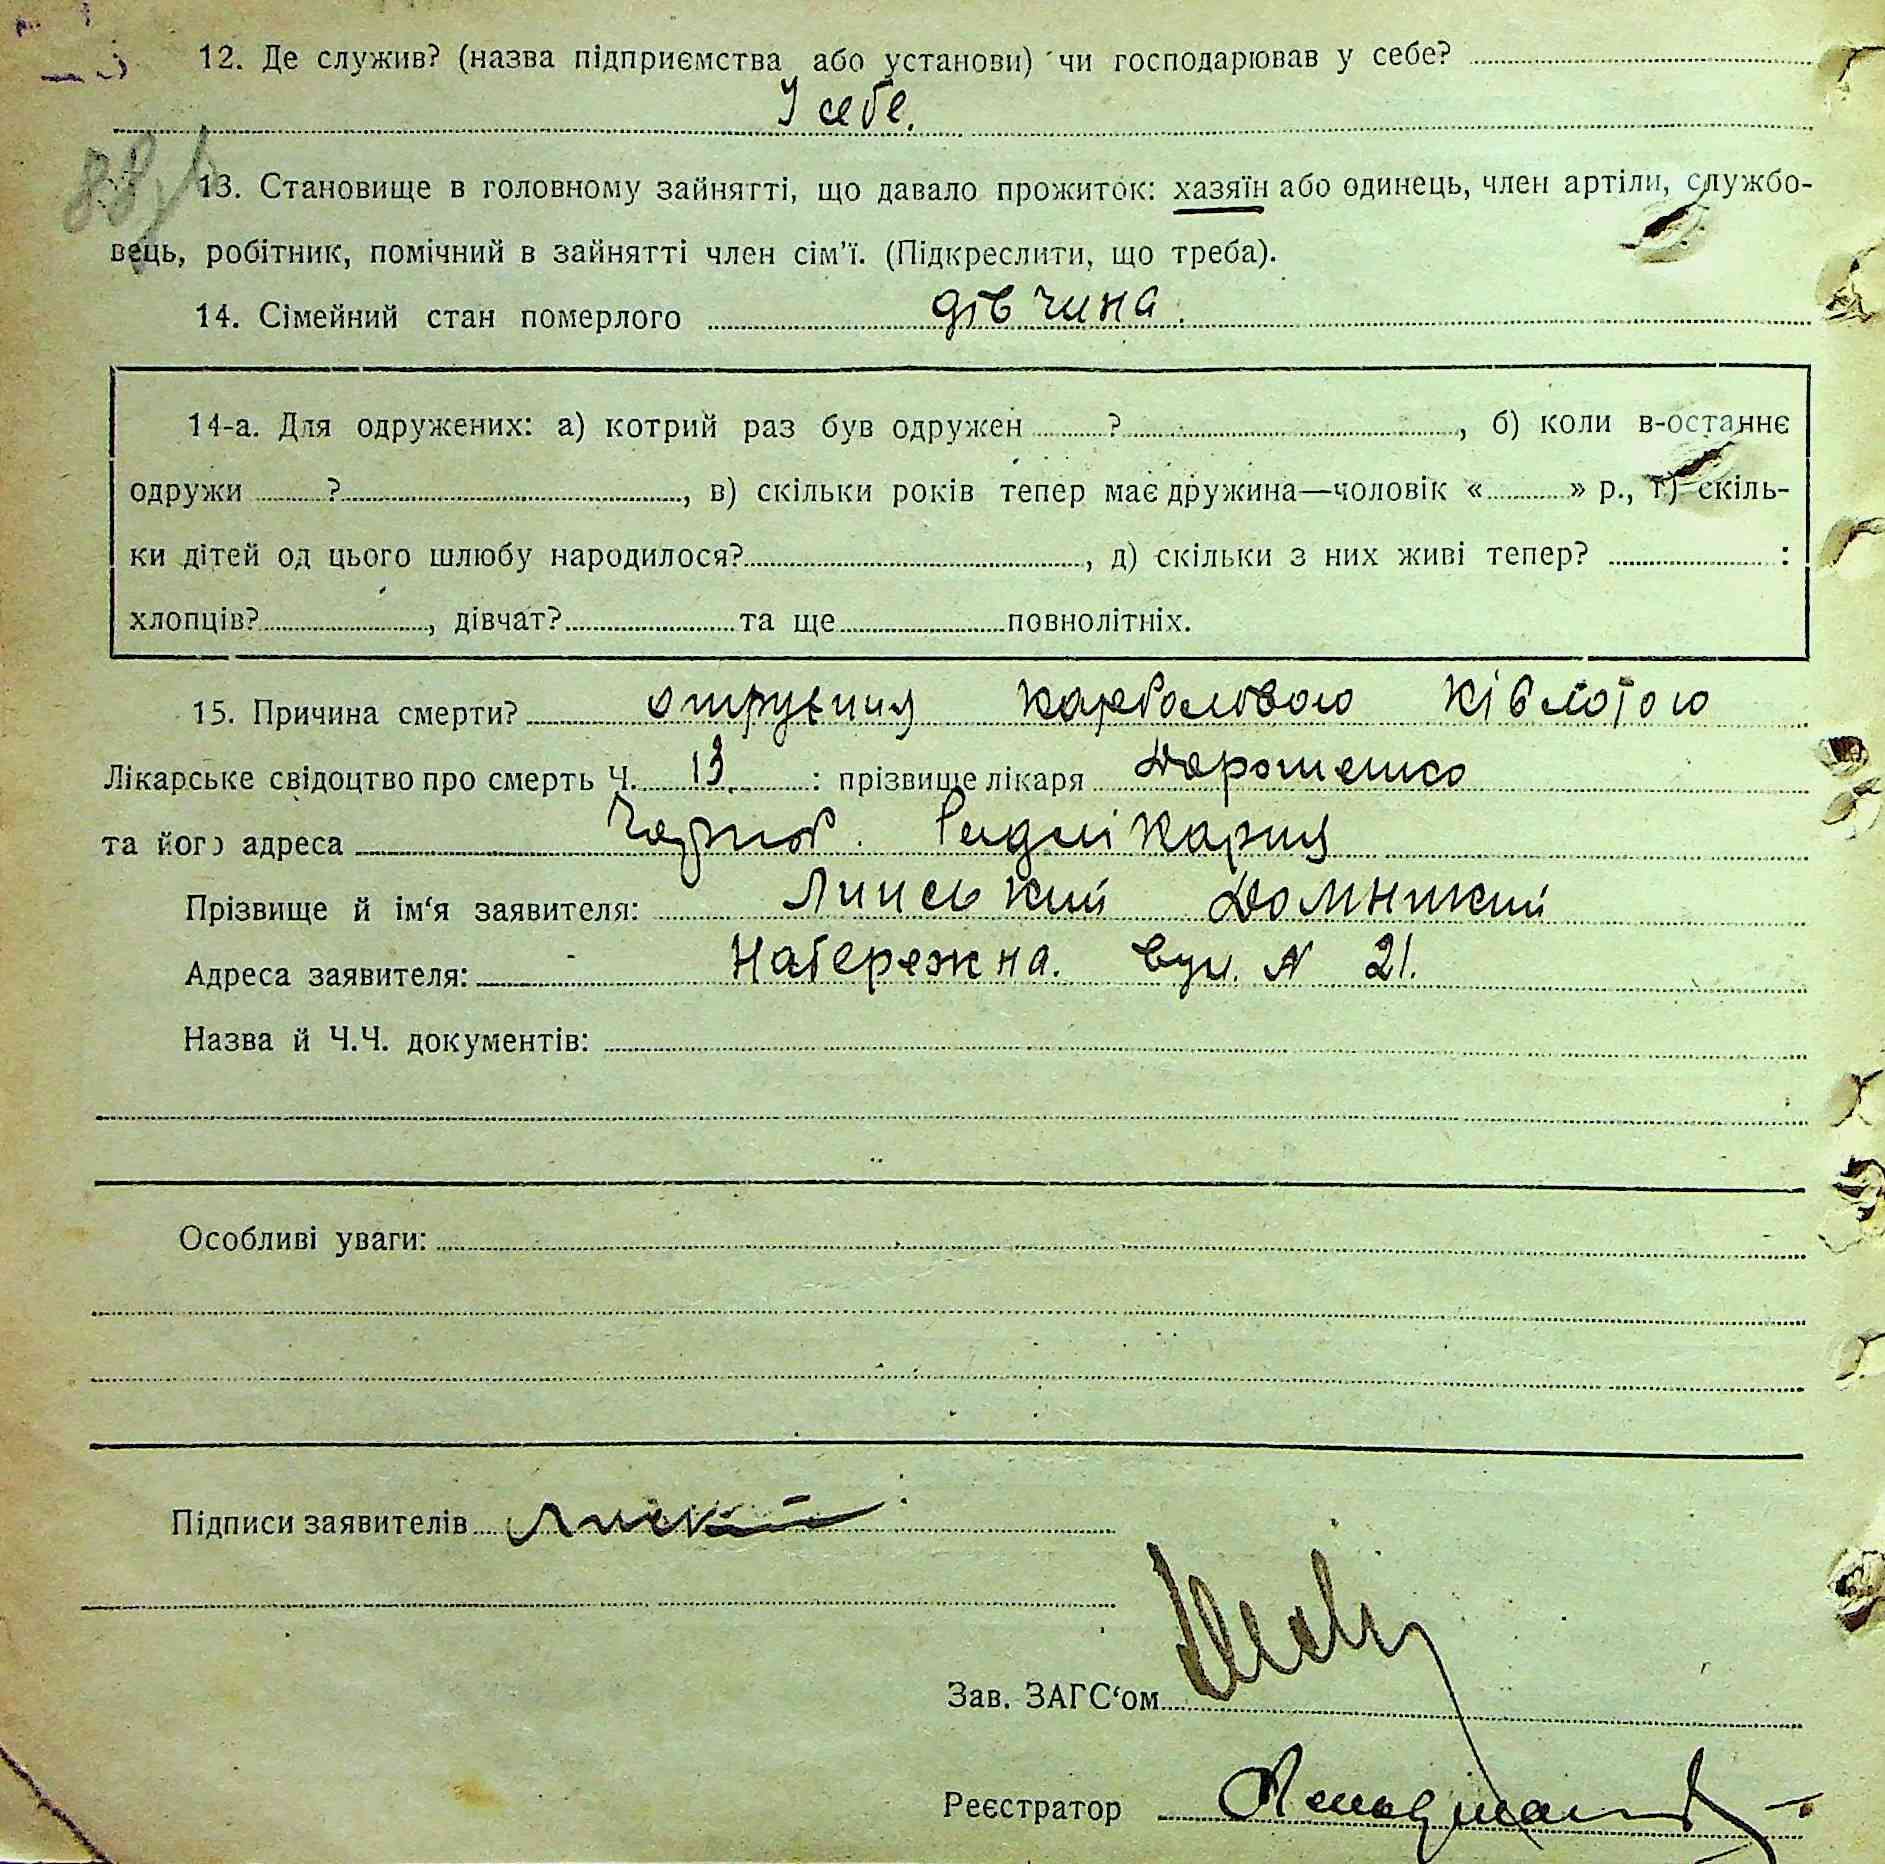 12. Де служив? (назва підприємства або установи) чи господарював у себе?
У себе.
88
13. Становище в головному зайнятті, що давало прожиток: хазяїн або одинець, член артіли, службо-
вець, робітник, помічний в зайнятті член сім'ї. (Підкреслити, що треба).
14. Сімейний стан померлого дівчина.
14-а. Для одружених: а) котрий раз був одружен ? , б) коли в-останнє
одружи ? , в) скільки років тепер має дружина—чоловік « » р., г) скіль-
ки дітей од цього шлюбу народилося? , д) скільки з них живі тепер? :
хлопців? , дівчат? та ще повнолітніх.
15. Причина смерти? отруєния карболовою
Лікарське свідоцтво про смерть Ч. 13 : прізвище лікаря Дорошенко
та його адреса
Прізвище й ім'я заявителя: Линський
Адреса заявителя: Набережна. вул. № 21.
Назва й Ч.Ч. документів:
Особливі уваги:
Підписи заявителів
Зав. ЗАГС'ом
Реєстратор